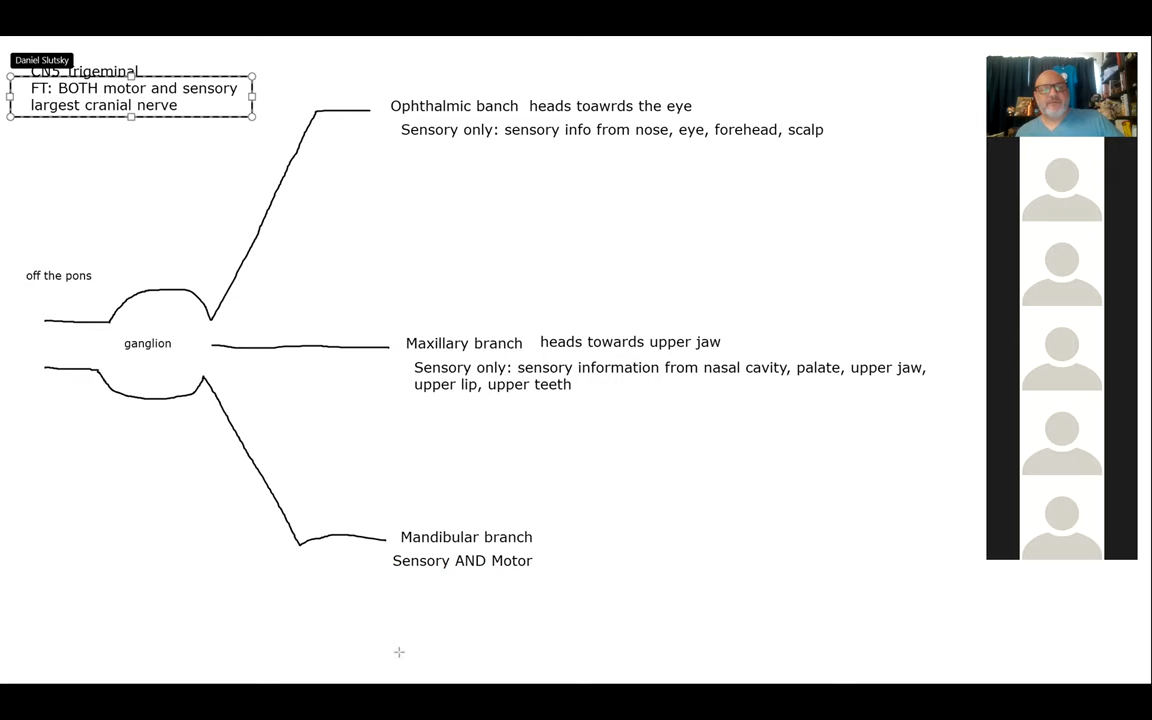 Daniel Slutsky
CN5 Trigeminal
FT: BOTH motor and sensory
largest cranial nerve
Ophthalmic banch heads toawrds the eye
Sensory only: sensory info from nose, eye, forehead, scalp
off the pons
ganglion
Maxillary branch heads towards upper jaw
Sensory only: sensory information from nasal cavity, palate, upper jaw,
upper lip, upper teeth
Mandibular branch
Sensory AND Motor